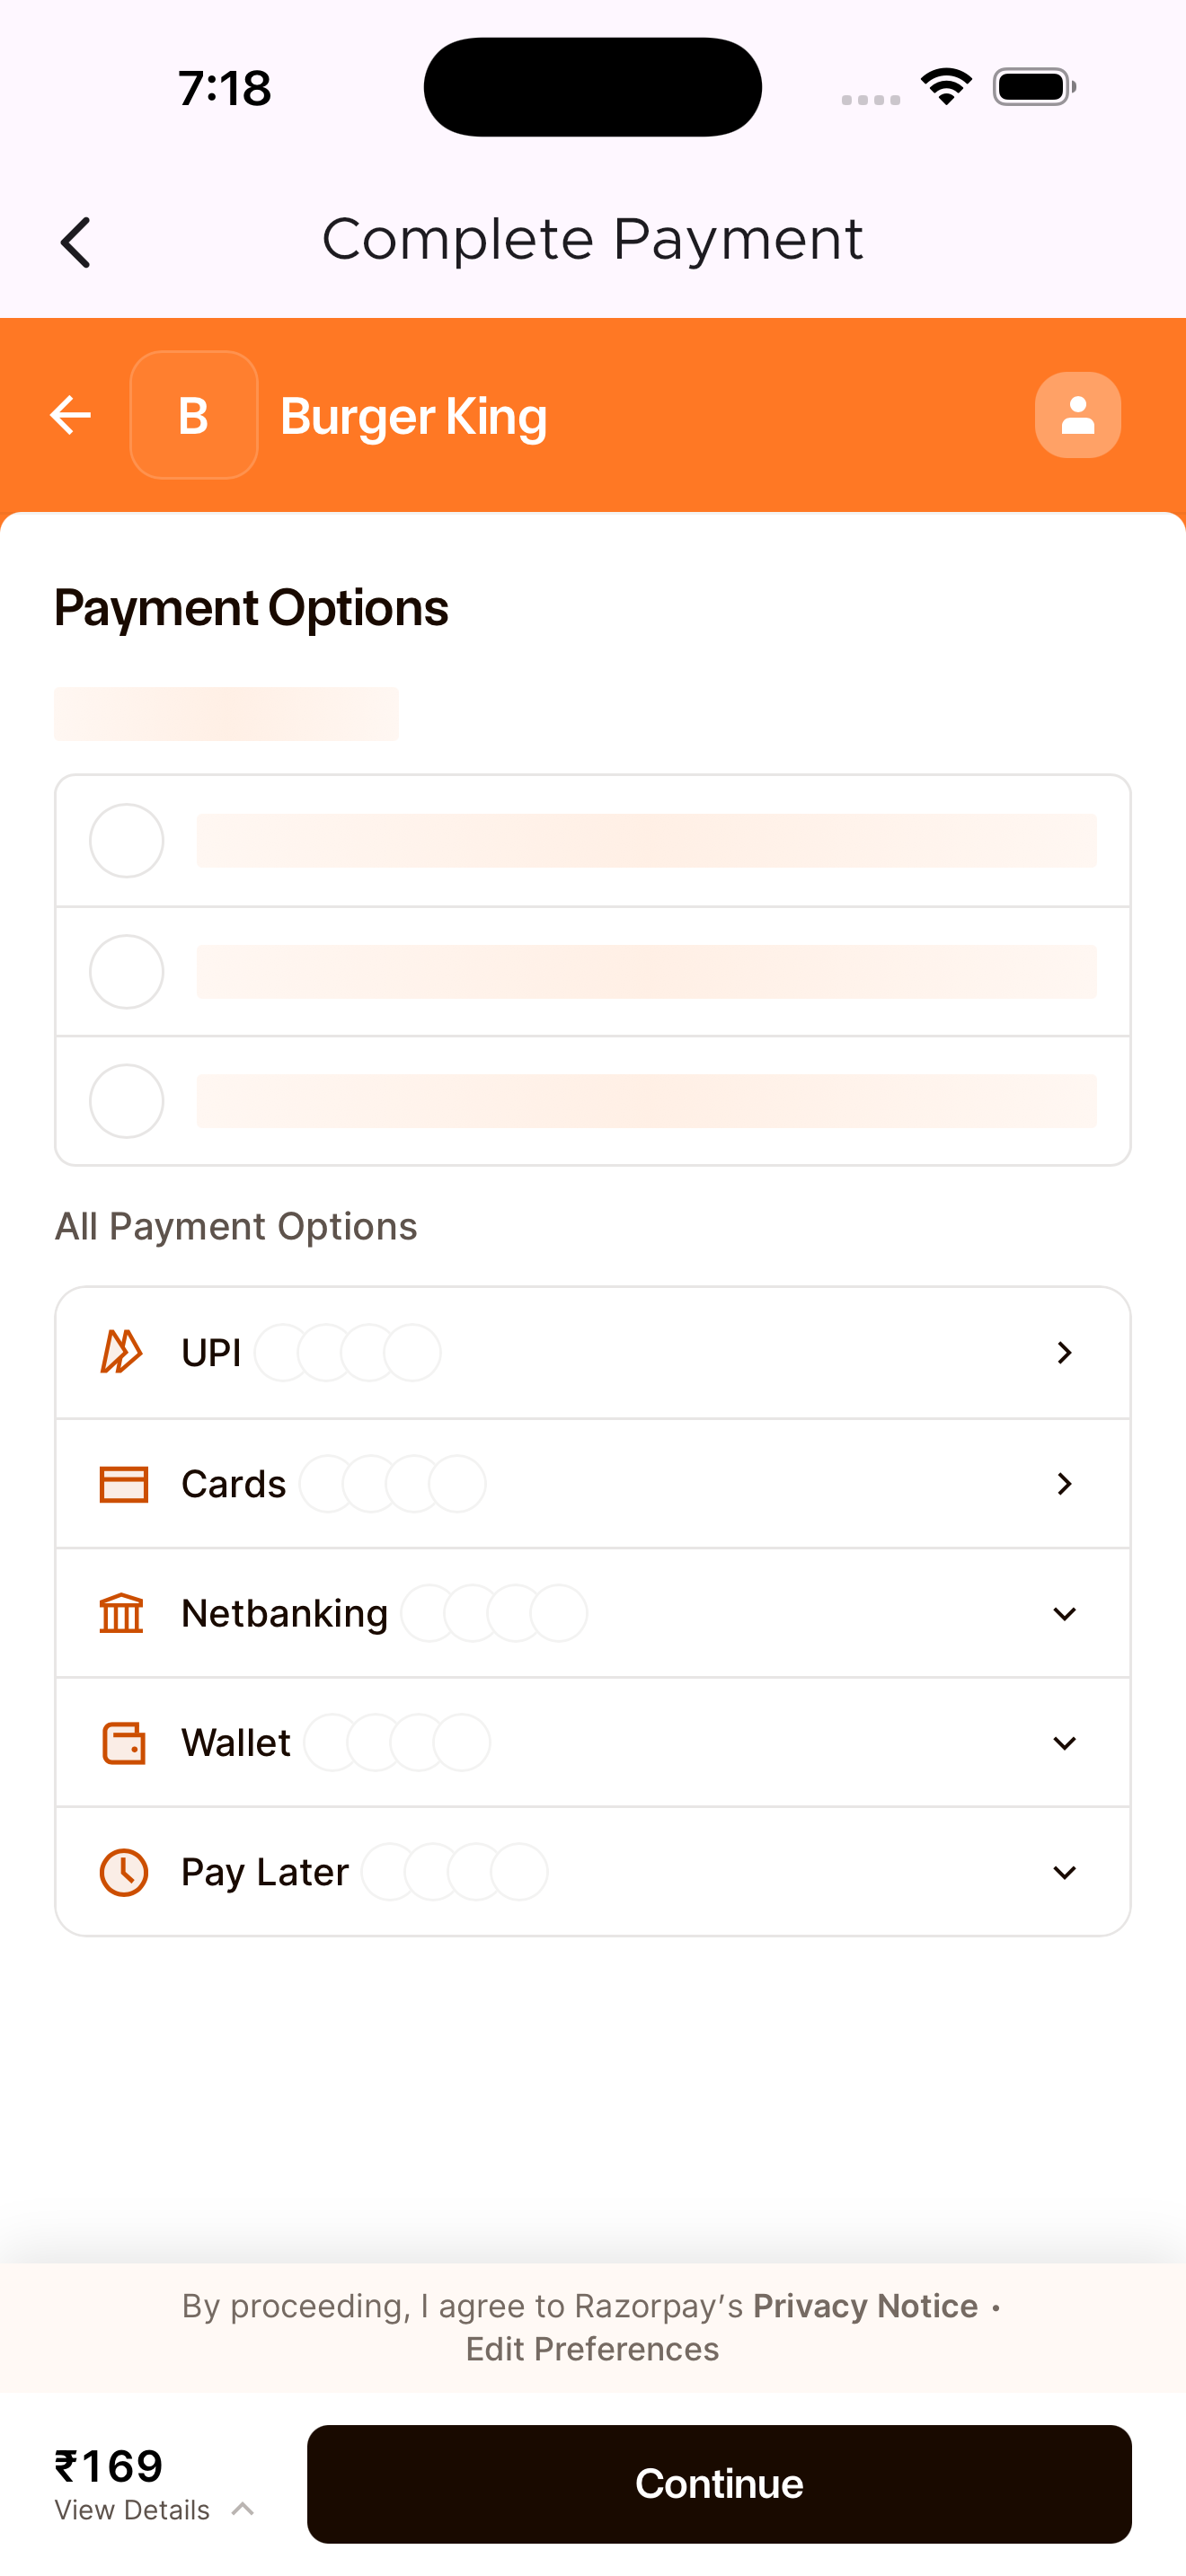 7:18
Complete Payment
B
Burger King
Payment Options
All Payment Options
UPI
Cards
Netbanking
Wallet
Pay Later
By proceeding, I agree to Razorpay’s Privacy Notice •
Edit Preferences
₹169
View Details
Continue